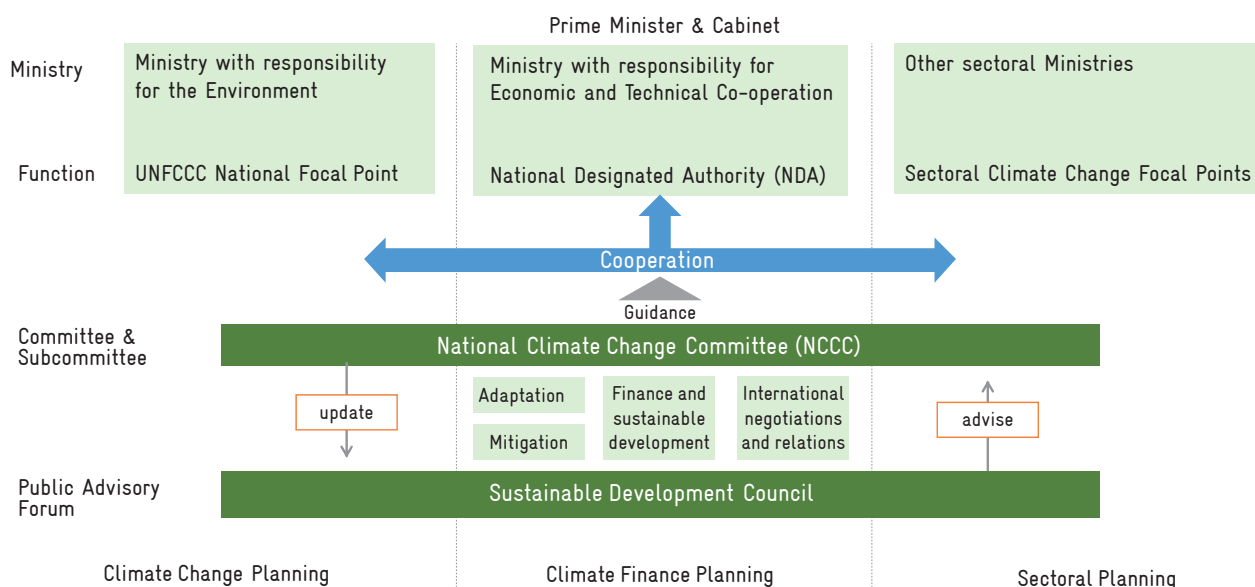 Prime Minister & Cabinet
Ministry
Ministry with responsibility
for the Environment
Ministry with responsibility for
Economic and Technical Co-operation
Other sectoral Ministries
Function
UNFCCC National Focal Point
National Designated Authority (NDA)
Sectoral Climate Change Focal Points
Cooperation
Guidance
Committee &
Subcommittee
National Climate Change Committee (NCCC)
update
Adaptation
Mitigation
Finance and
sustainable
development
International
negotiations
and relations
advise
Public Advisory
Forum
Sustainable Development Council
Climate Change Planning
Climate Finance Planning
Sectoral Planning